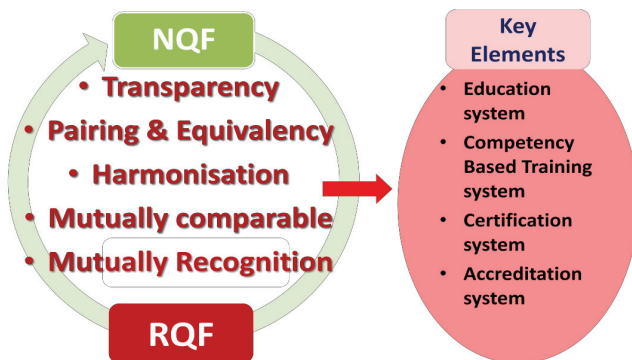 NQF
• Transparency
• Pairing & Equivalency
• Harmonisation
• Mutually comparable
• Mutually Recognition
RQF
Key
Elements
• Education
system
• Competency
Based Training
system
• Certification
system
• Accreditation
system